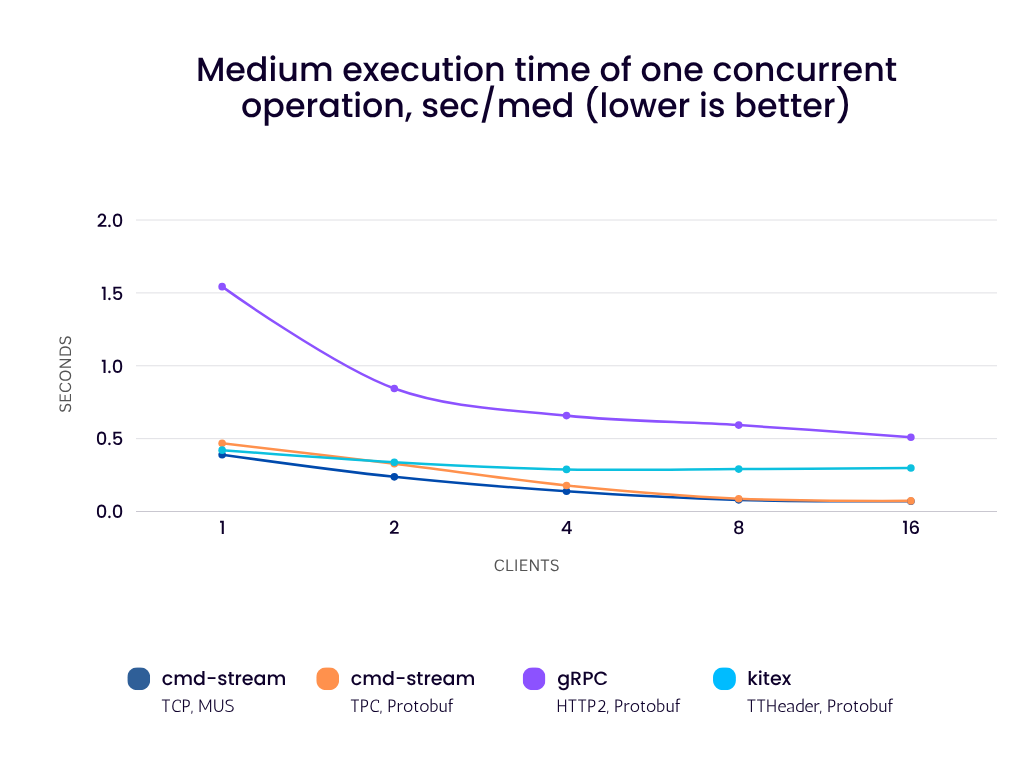 Medium execution time of one concurrent
operation, sec/med (lower is better)
2.0
1.5
1.0
0.5
0.0
SECONDS
1 2 4 8 16
CLIENTS
cmd-stream cmd-stream gRPC kitex
TCP, MUS TPC, Protobuf HTTP2, Protobuf TTHeader, Protobuf